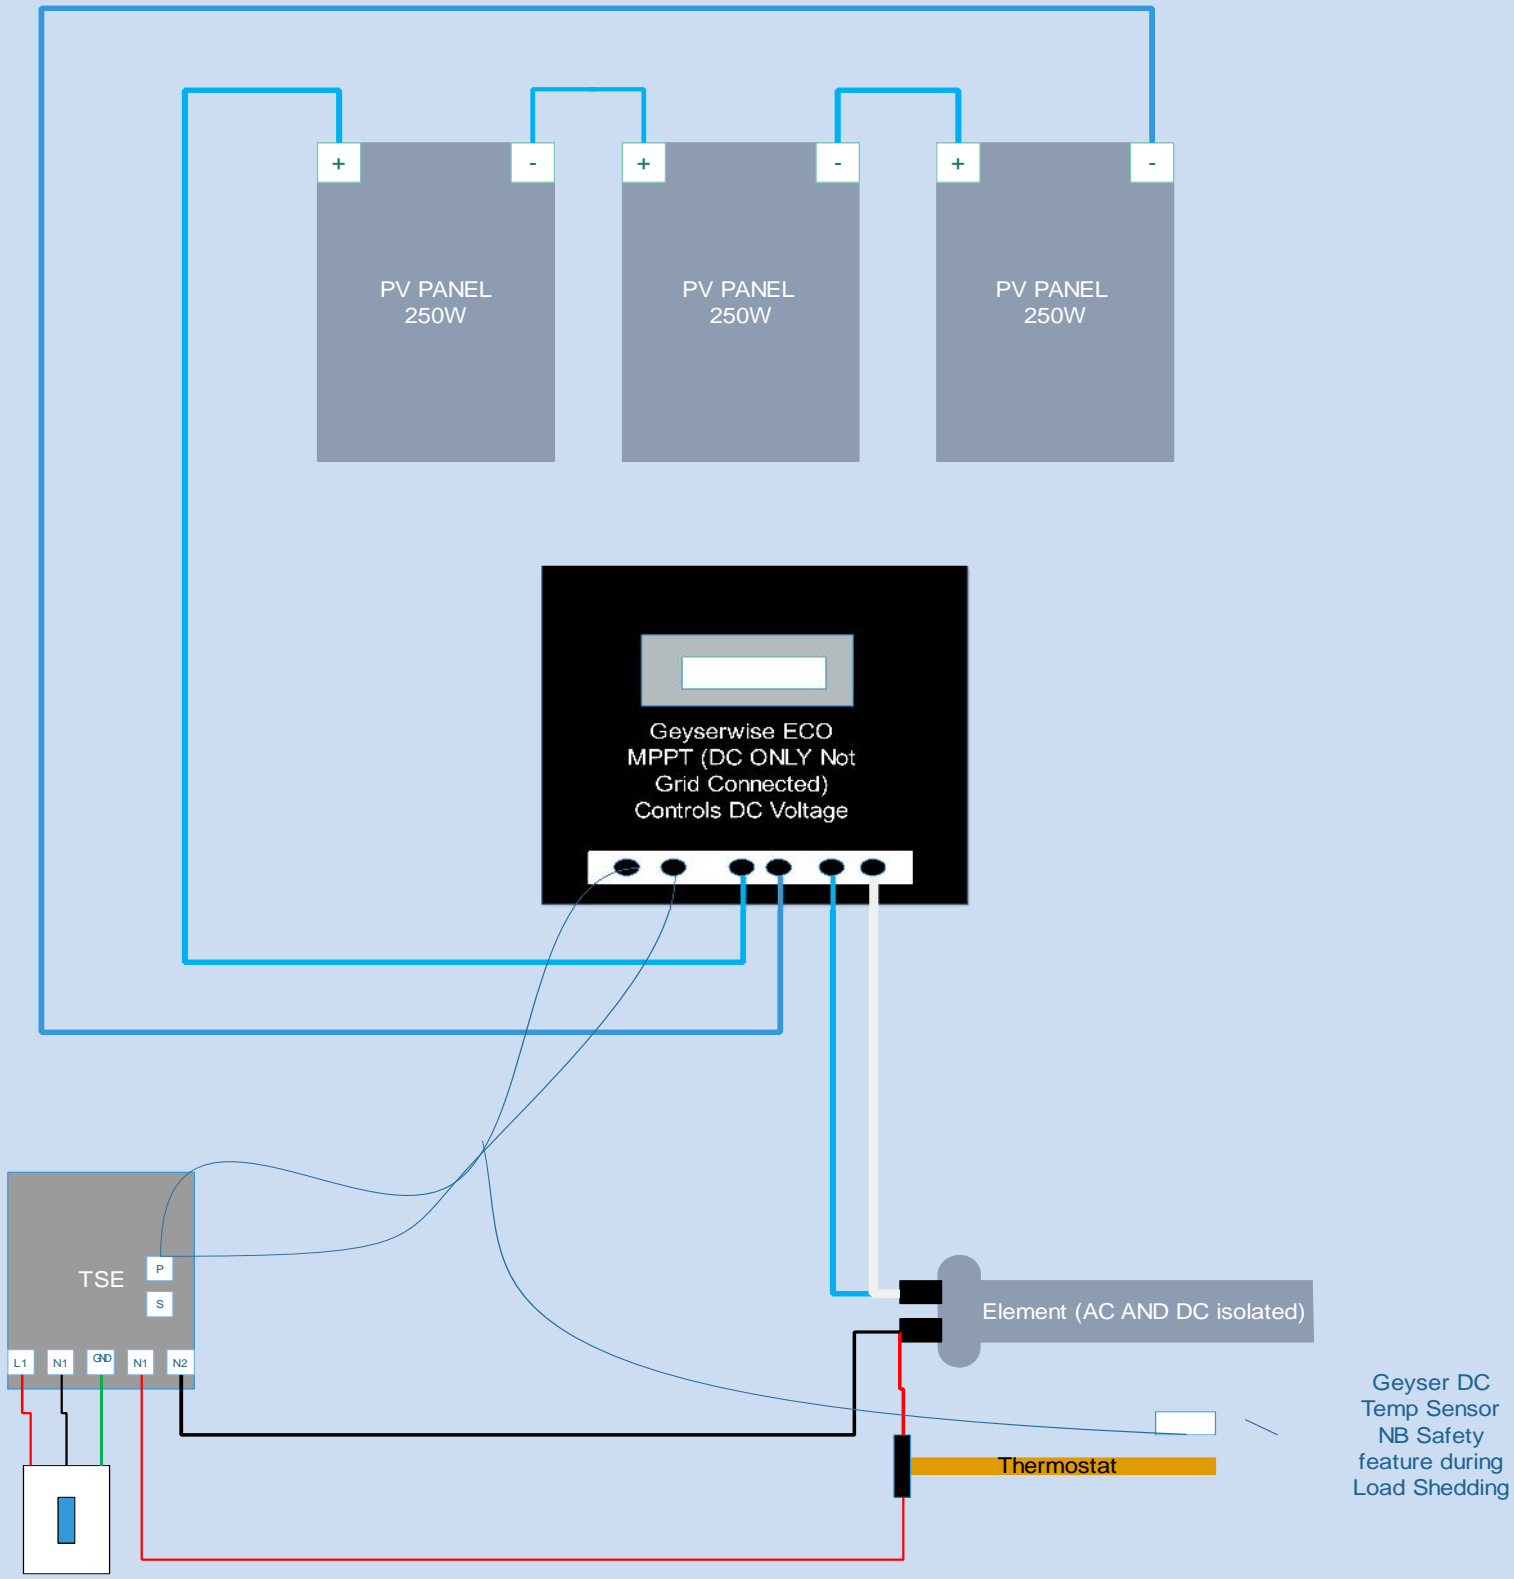 +
-
+
-
+
-
PV PANEL
250W
PV PANEL
250W
PV PANEL
250W
Geyserwise ECO
MPPT (DC ONLY Not
Grid Connected)
Controls DC Voltage
TSE
P
S
L1
N1
GND
N1
N2
Element (AC AND DC isolated)
Thermostat
Geyser DC
Temp Sensor
NB Safety
feature during
Load Shedding